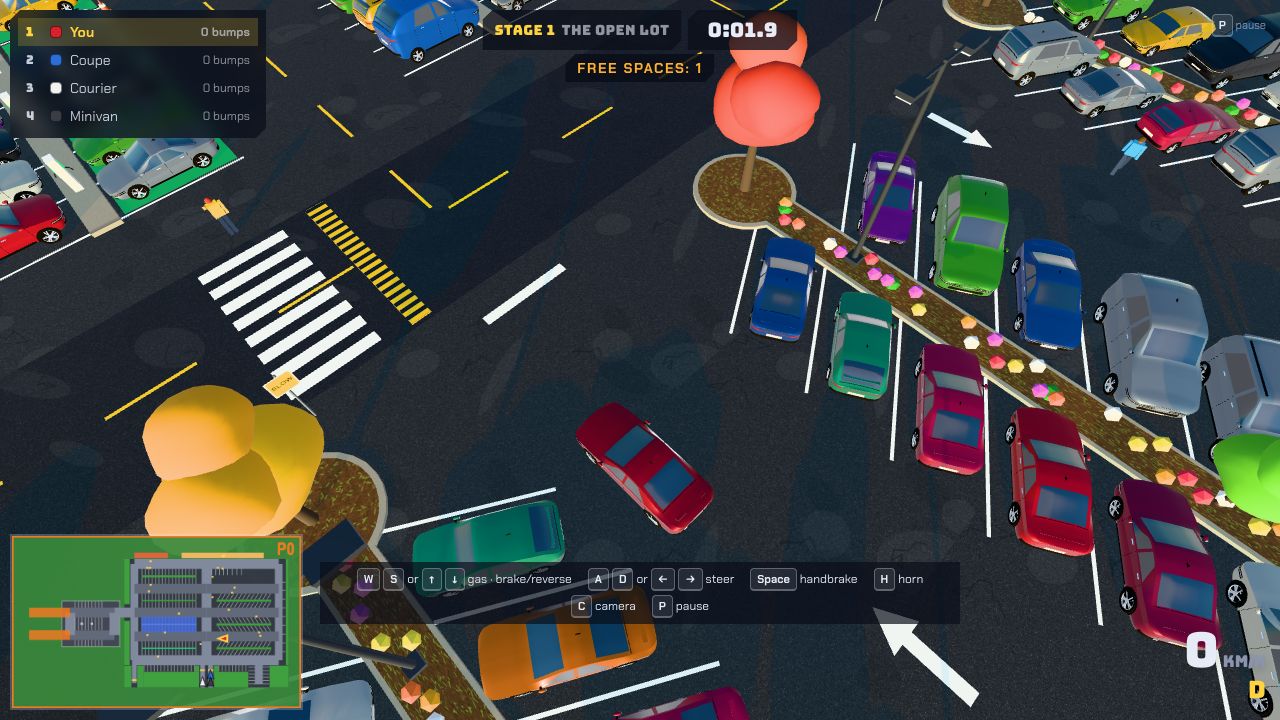 1 You 0 bumps
2 Coupe 0 bumps
3 Courier 0 bumps
4 Minivan 0 bumps
STAGE 1 THE OPEN LOT
0:01.9
FREE SPACES: 1
P pause
SLOW
P0
W S or ↑ ↓ gas · brake/reverse A D or ← → steer Space handbrake H horn
C camera P pause
0 KM/H
D